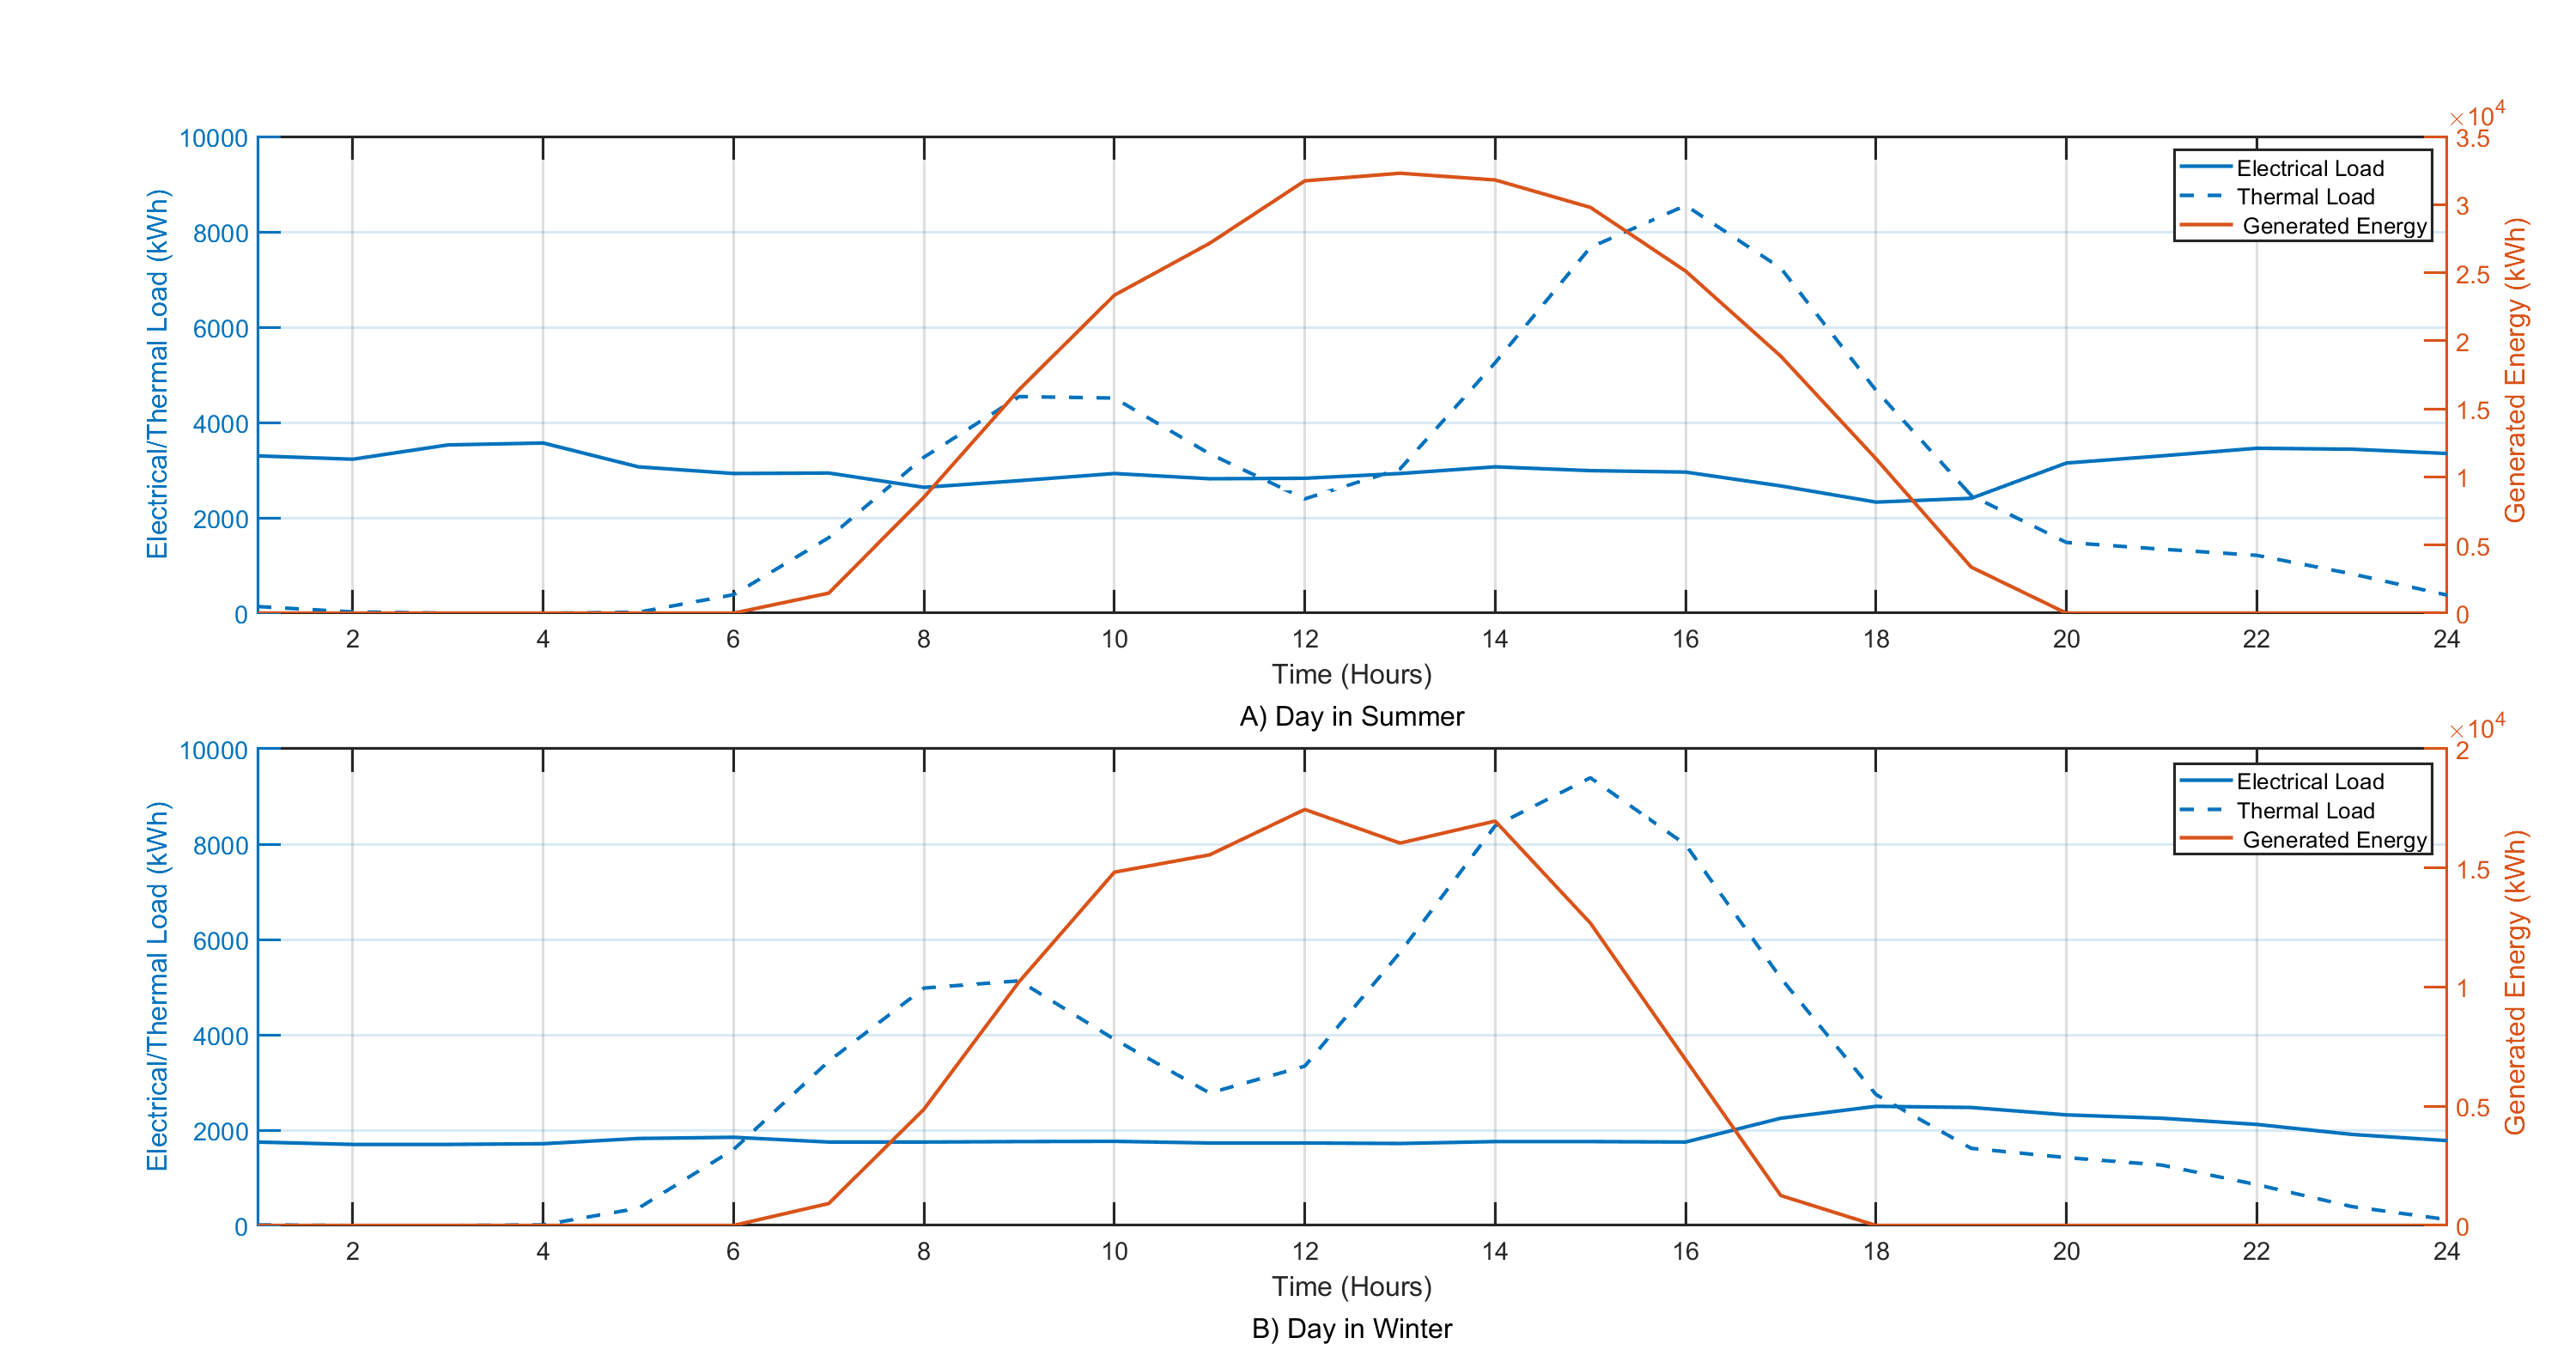 ×10⁴
10000
8000
6000
4000
2000
0
Electrical/Thermal Load (kWh)
3.5
3
2.5
2
1.5
1
0.5
0
Generated Energy (kWh)
Electrical Load
Thermal Load
Generated Energy
2 4 6 8 10 12 14 16 18 20 22 24
Time (Hours)
A) Day in Summer
×10⁴
10000
8000
6000
4000
2000
0
Electrical/Thermal Load (kWh)
2
1.5
1
0.5
0
Generated Energy (kWh)
Electrical Load
Thermal Load
Generated Energy
2 4 6 8 10 12 14 16 18 20 22 24
Time (Hours)
B) Day in Winter